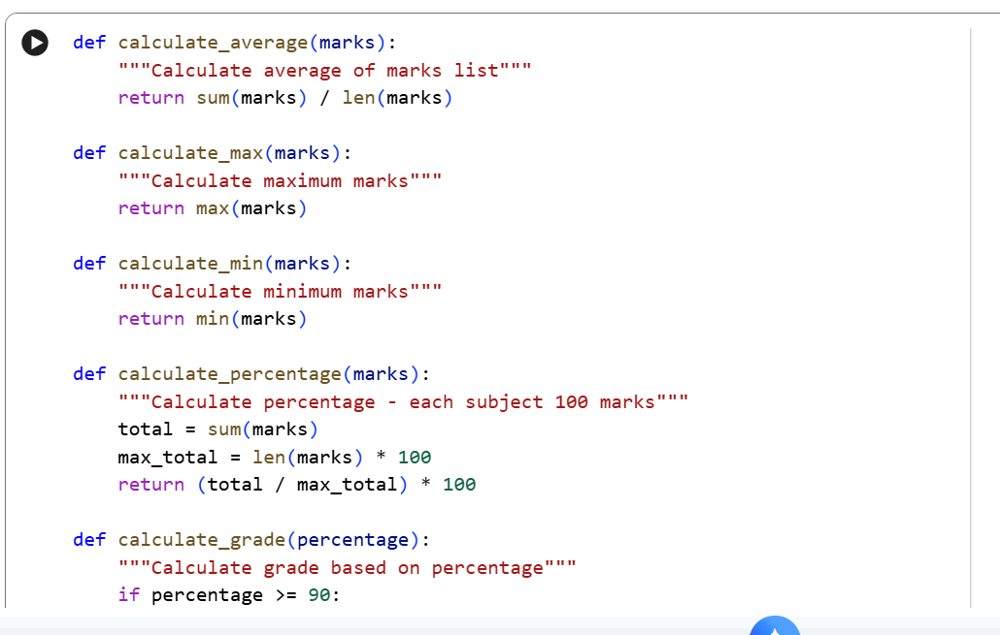 def calculate_average(marks):
    """Calculate average of marks list"""
    return sum(marks) / len(marks)

def calculate_max(marks):
    """Calculate maximum marks"""
    return max(marks)

def calculate_min(marks):
    """Calculate minimum marks"""
    return min(marks)

def calculate_percentage(marks):
    """Calculate percentage - each subject 100 marks"""
    total = sum(marks)
    max_total = len(marks) * 100
    return (total / max_total) * 100

def calculate_grade(percentage):
    """Calculate grade based on percentage"""
    if percentage >= 90: